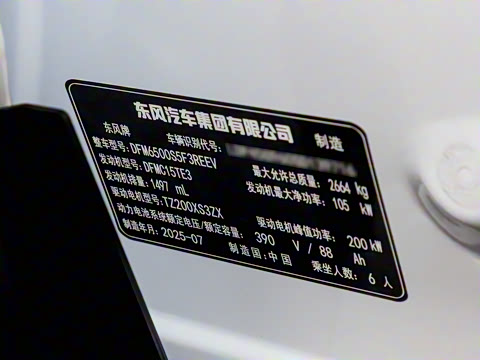 东风汽车集团有限公司 制造
东风牌 车辆识别代号:
整车型号: DFM6500S5F3REEV 最大允许总质量: 2664 kg
发动机型号: DFMC15TE3 发动机最大净功率: 105 kW
发动机排量: 1497 mL
驱动电机型号: TZ200XS3ZX 驱动电机峰值功率: 200 kW
动力电池系统额定电压/额定容量: 390 V / 88 Ah
制造年月: 2025-07 制造国: 中国 乘坐人数: 6 人